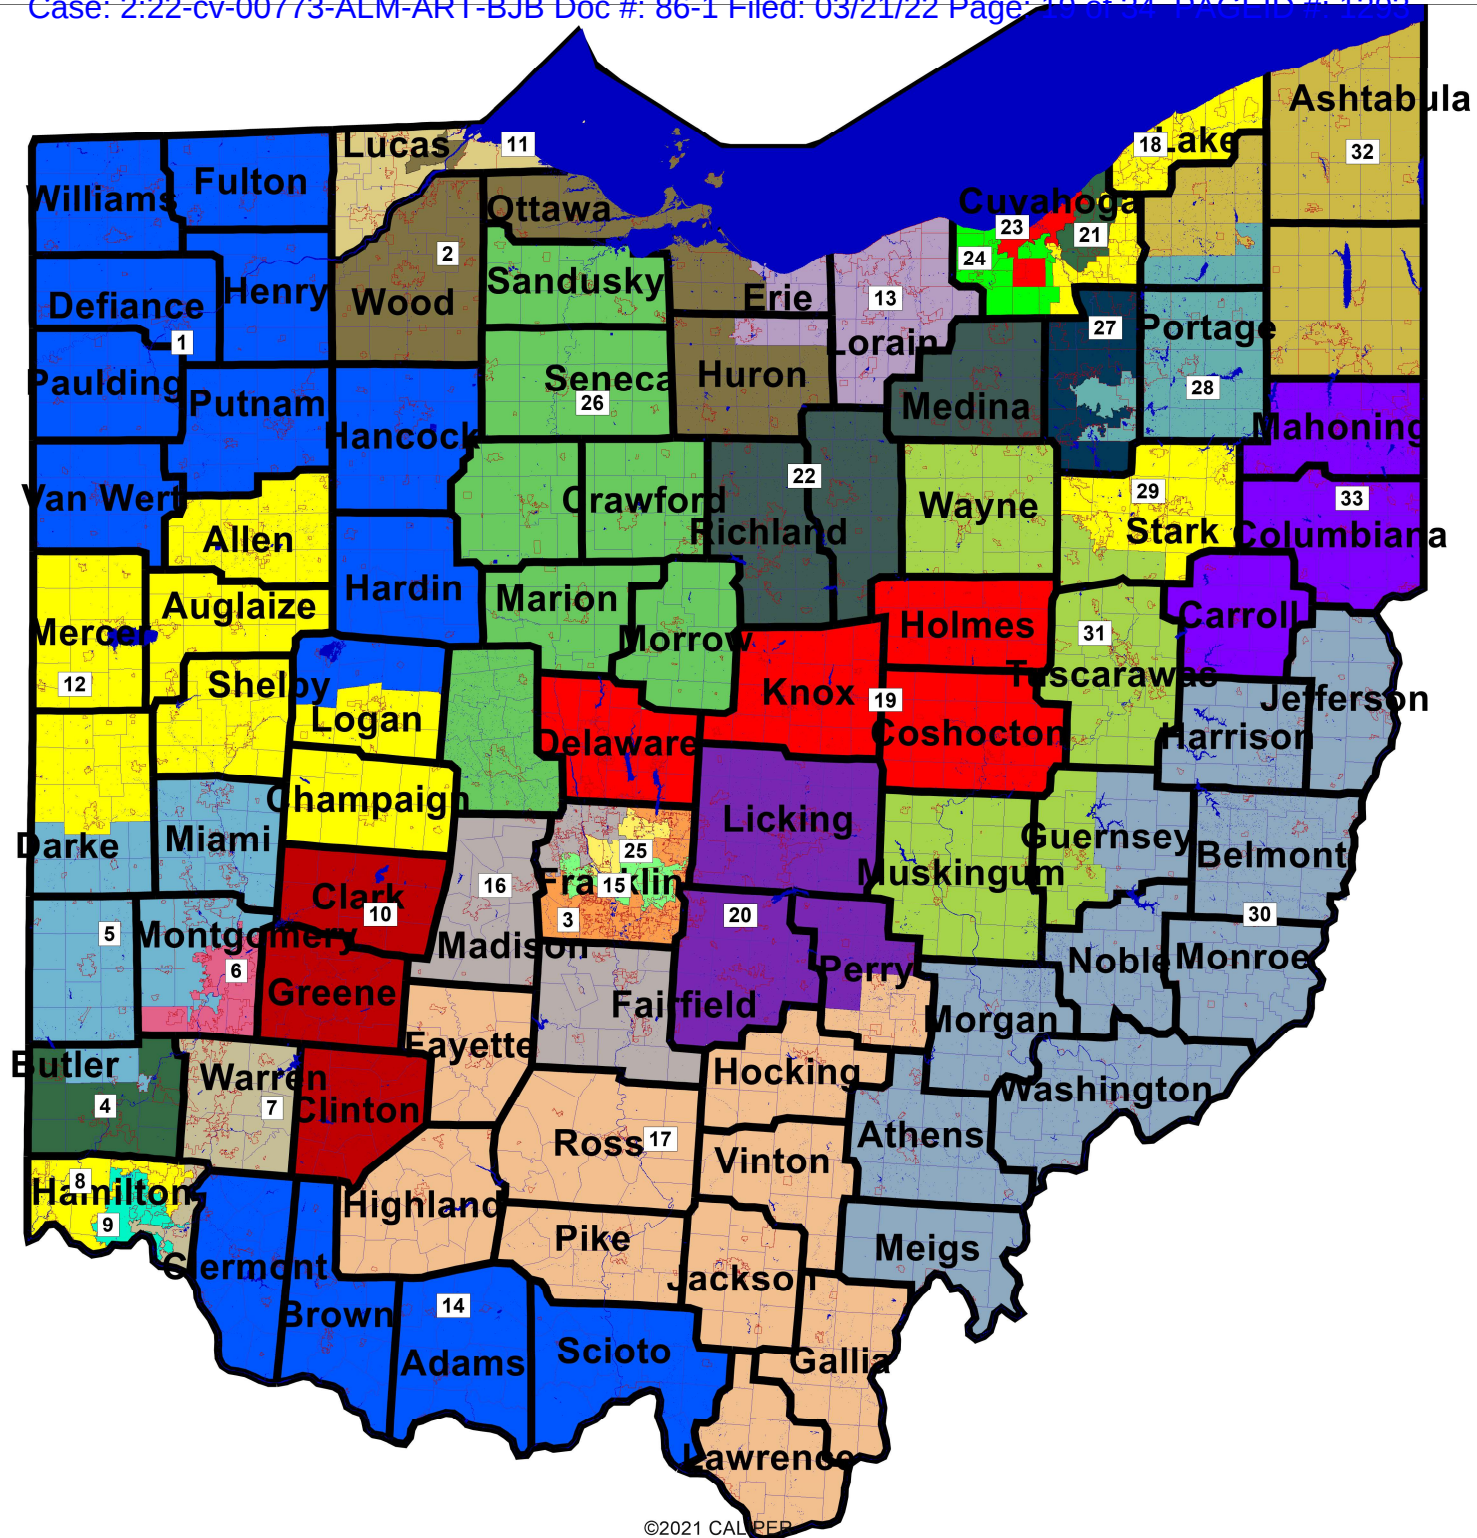 Case: 2:22-cv-00773-ALM-ART-BJB Doc #: 86-1 Filed: 03/21/22 Page: 19 of 34 PAGEID #: 1293
Ashtabula
Lucas
11
18
Lake
32
Williams
Fulton
Ottawa
Cuyahoga
23
21
2
24
Sandusky
Henry
Defiance
Wood
Erie
13
27
Portage
1
Lorain
Paulding
Putnam
Seneca
26
Huron
28
Medina
Hancock
Mahoning
Van Wert
22
Crawford
Wayne
29
33
Allen
Richland
Stark
Columbiana
Hardin
Auglaize
Marion
Mercer
Morrow
Holmes
31
Carroll
12
Shelby
Knox
19
Tuscarawas
Jefferson
Logan
Delaware
Coshocton
Harrison
Champaign
Licking
Darke
Miami
25
Guernsey
Belmont
Clark
16
Franklin
15
Muskingum
10
3
20
30
5
Montgomery
Madison
6
Perry
Noble
Monroe
Greene
Fairfield
Morgan
Fayette
Butler
Warren
Hocking
Washington
4
7
Clinton
Ross
17
Athens
Vinton
8
Hamilton
Highland
9
Pike
Meigs
Clermont
Jackson
Brown
14
Adams
Scioto
Gallia
Lawrence
©2021 CALIPER